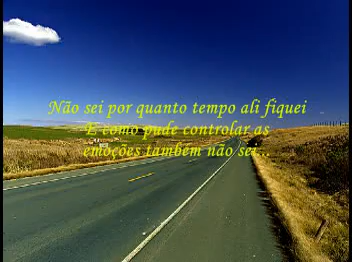 Não sei por quanto tempo ali fiquei
E como pude controlar as
emoções também não sei...